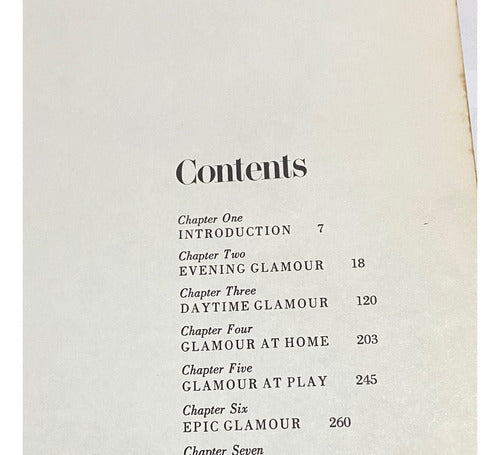 Contents
Chapter One
INTRODUCTION 7
Chapter Two
EVENING GLAMOUR 18
Chapter Three
DAYTIME GLAMOUR 120
Chapter Four
GLAMOUR AT HOME 203
Chapter Five
GLAMOUR AT PLAY 245
Chapter Six
EPIC GLAMOUR 260
Chapter Seven